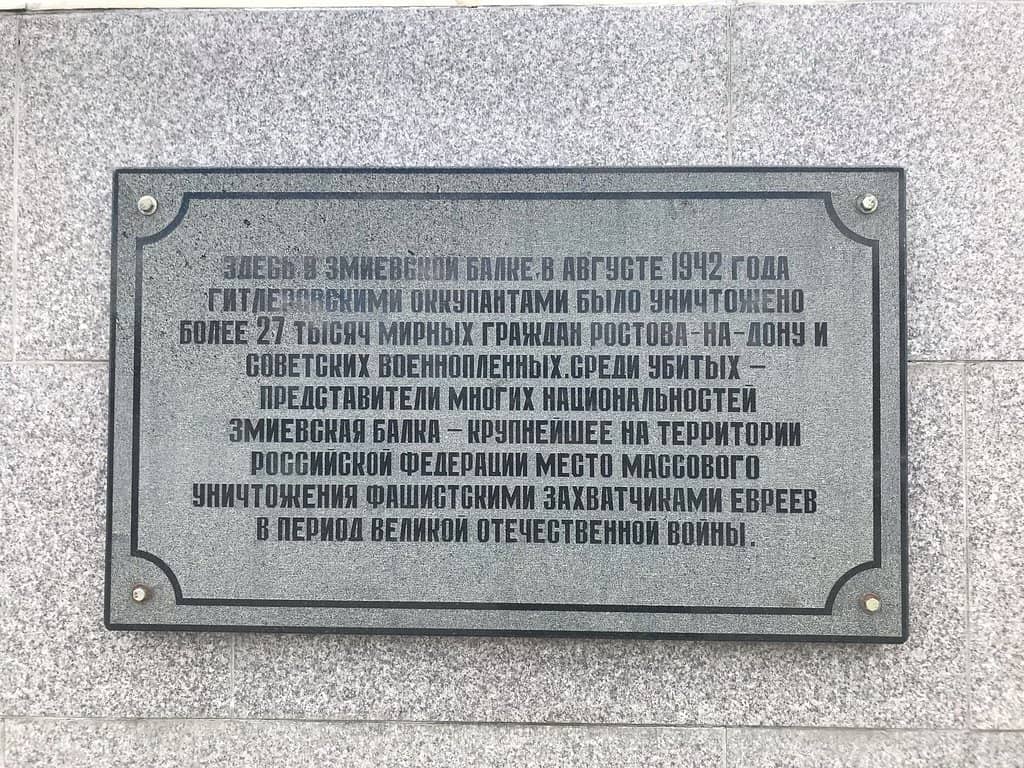 ЗДЕСЬ В ЗМИЕВСКОЙ БАЛКЕ В АВГУСТЕ 1942 ГОДА
ГИТЛЕРОВСКИМИ ОККУПАНТАМИ БЫЛО УНИЧТОЖЕНО
БОЛЕЕ 27 ТЫСЯЧ МИРНЫХ ГРАЖДАН РОСТОВА-НА-ДОНУ И
СОВЕТСКИХ ВОЕННОПЛЕННЫХ. СРЕДИ УБИТЫХ –
ПРЕДСТАВИТЕЛИ МНОГИХ НАЦИОНАЛЬНОСТЕЙ
ЗМИЕВСКАЯ БАЛКА – КРУПНЕЙШЕЕ НА ТЕРРИТОРИИ
РОССИЙСКОЙ ФЕДЕРАЦИИ МЕСТО МАССОВОГО
УНИЧТОЖЕНИЯ ФАШИСТСКИМИ ЗАХВАТЧИКАМИ ЕВРЕЕВ
В ПЕРИОД ВЕЛИКОЙ ОТЕЧЕСТВЕННОЙ ВОЙНЫ.